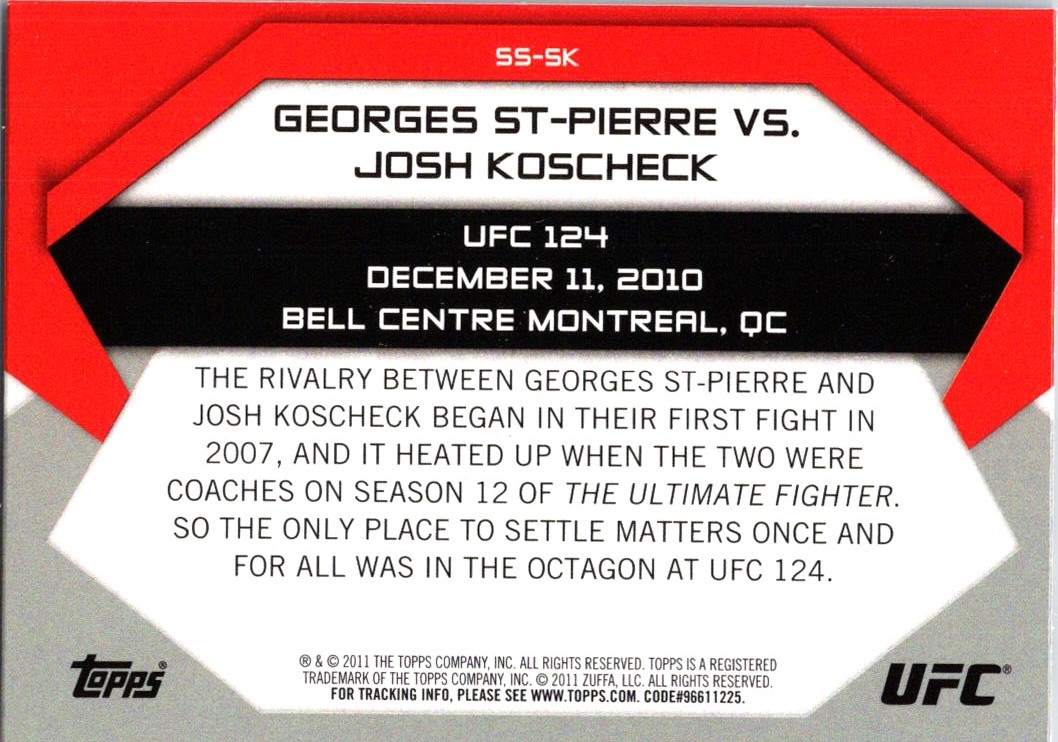 SS-SK
GEORGES ST-PIERRE VS.
JOSH KOSCHECK
UFC 124
DECEMBER 11, 2010
BELL CENTRE MONTREAL, QC
THE RIVALRY BETWEEN GEORGES ST-PIERRE AND
JOSH KOSCHECK BEGAN IN THEIR FIRST FIGHT IN
2007, AND IT HEATED UP WHEN THE TWO WERE
COACHES ON SEASON 12 OF THE ULTIMATE FIGHTER.
SO THE ONLY PLACE TO SETTLE MATTERS ONCE AND
FOR ALL WAS IN THE OCTAGON AT UFC 124.
TOPPS®
® & © 2011 THE TOPPS COMPANY, INC. ALL RIGHTS RESERVED. TOPPS IS A REGISTERED
TRADEMARK OF THE TOPPS COMPANY, INC. © 2011 ZUFFA, LLC. ALL RIGHTS RESERVED.
FOR TRACKING INFO, PLEASE SEE WWW.TOPPS.COM. CODE#96611225.
UFC®